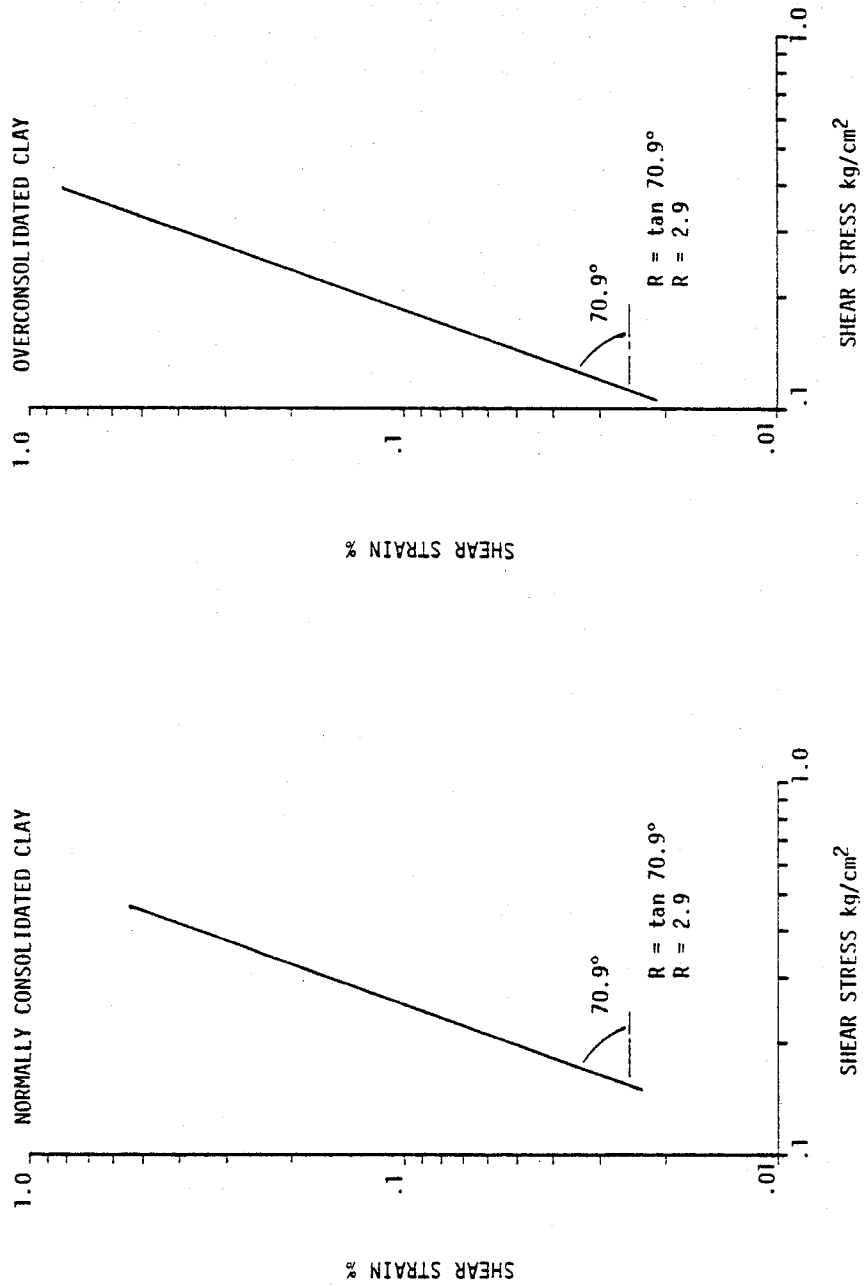 NORMALLY CONSOLIDATED CLAY
1.0
.1
.01
SHEAR STRAIN %
70.9°
R = tan 70.9°
R = 2.9
.1
1.0
SHEAR STRESS kg/cm²
OVERCONSOLIDATED CLAY
1.0
.1
.01
SHEAR STRAIN %
70.9°
R = tan 70.9°
R = 2.9
.1
1.0
SHEAR STRESS kg/cm²